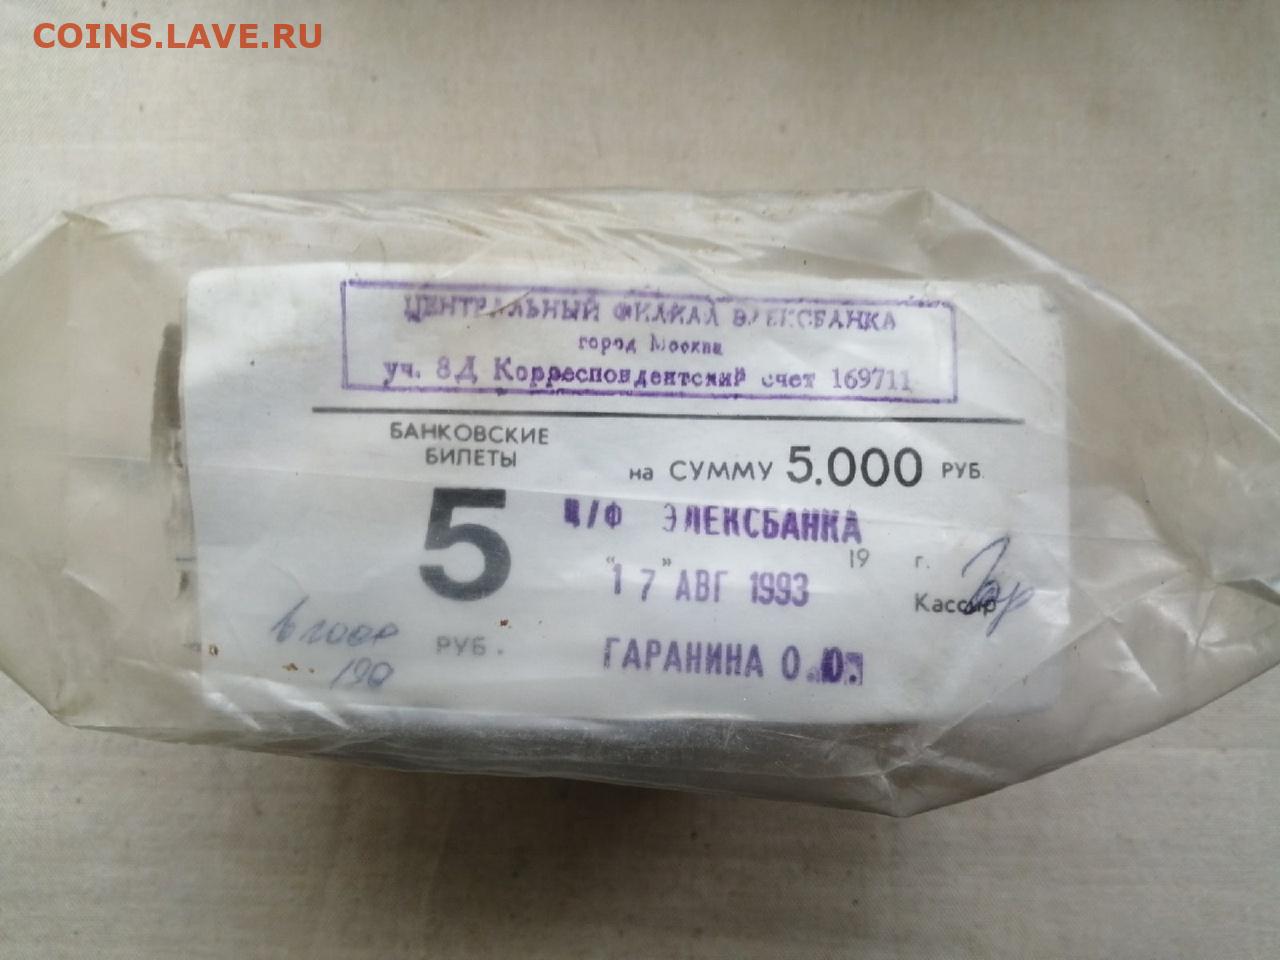 COINS.LAVE.RU
ЦЕНТРАЛЬНЫЙ ФИЛИАЛ ЭЛЕКСБАНКА
город Москва
уч. 8Д Корреспондентский счет 169711
БАНКОВСКИЕ
БИЛЕТЫ
на СУММУ 5.000 РУБ.
5
Ц/Ф ЭЛЕКСБАНКА
"17" АВГ 1993 19 г.
Кассир
РУБ.
ГАРАНИНА О.О.
190